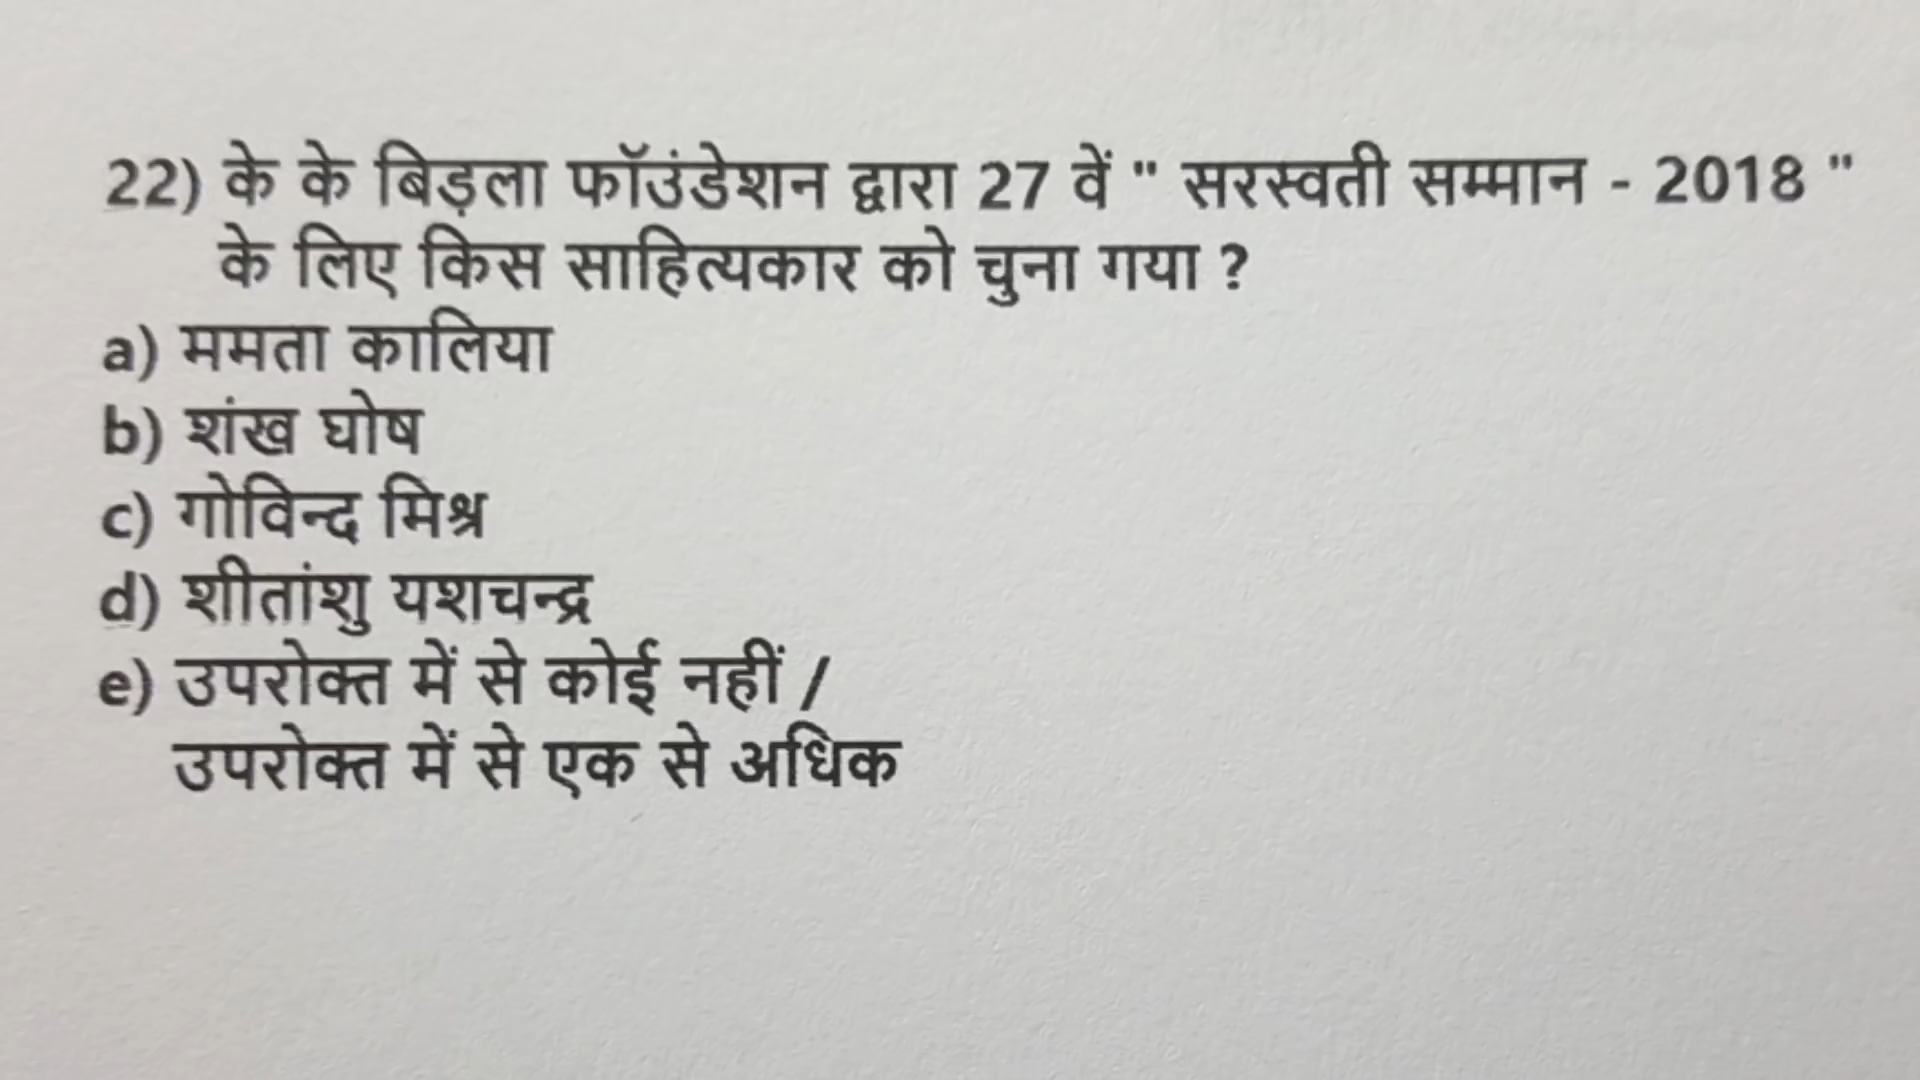 22) के के बिड़ला फॉउंडेशन द्वारा 27 वें " सरस्वती सम्मान - 2018 "
के लिए किस साहित्यकार को चुना गया ?
a) ममता कालिया
b) शंख घोष
c) गोविन्द मिश्र
d) शीतांशु यशचन्द्र
e) उपरोक्त में से कोई नहीं /
उपरोक्त में से एक से अधिक